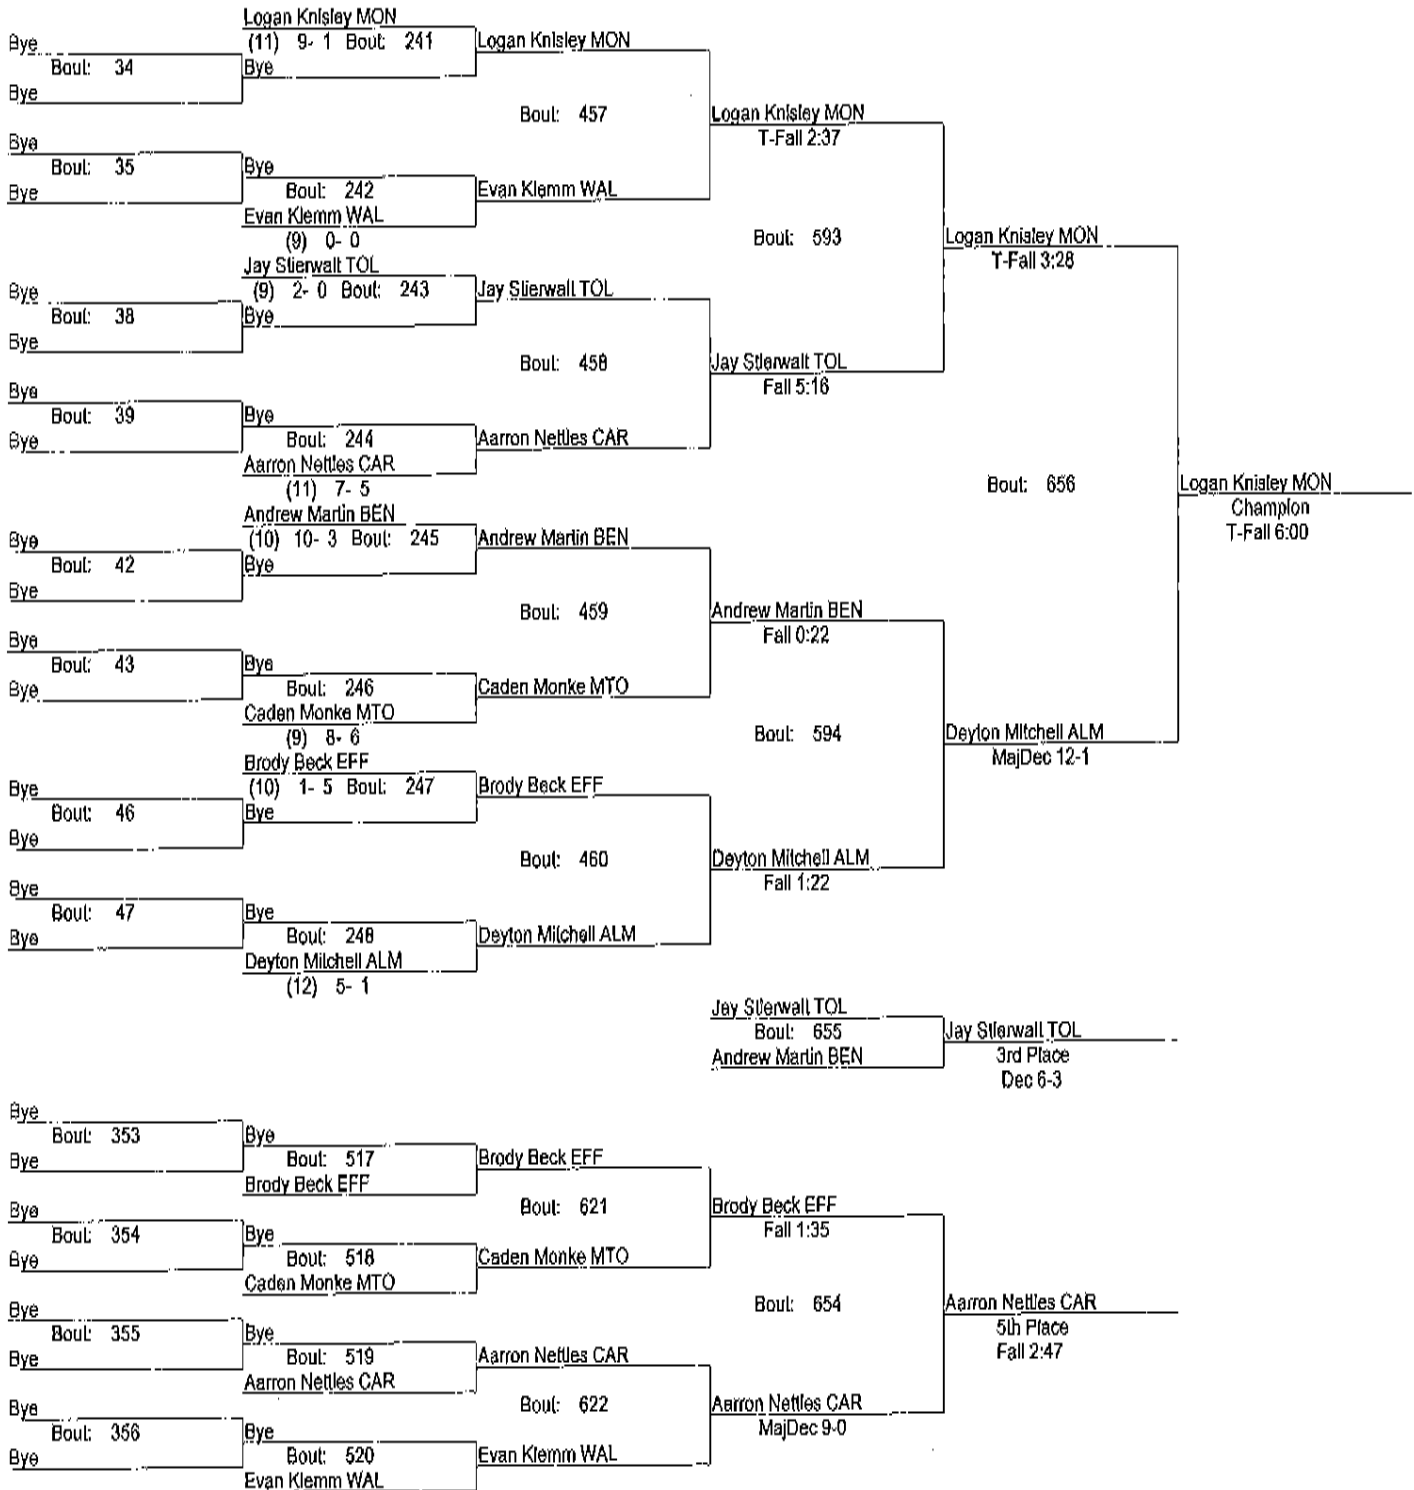 Logan Knisley MON
Bye
(11) 9- 1 Bout: 241
Logan Knisley MON
Bout: 34
Bye
Bye
Bout: 457
Logan Knisley MON
T-Fall 2:37
Bye
Bout: 35
Bye
Bye
Bout: 242
Evan Klemm WAL
Evan Klemm WAL
(9) 0- 0
Bout: 593
Logan Knisley MON
T-Fall 3:28
Jay Stierwalt TOL
Bye
(9) 2- 0 Bout: 243
Jay Stierwalt TOL
Bout: 38
Bye
Bye
Bout: 458
Jay Stierwalt TOL
Fall 5:16
Bye
Bout: 39
Bye
Bye
Bout: 244
Aarron Nettles CAR
Aarron Nettles CAR
(11) 7- 5
Bout: 656
Logan Knisley MON
Champion
T-Fall 6:00
Andrew Martin BEN
Bye
(10) 10- 3 Bout: 245
Andrew Martin BEN
Bout: 42
Bye
Bye
Bout: 459
Andrew Martin BEN
Fall 0:22
Bye
Bout: 43
Bye
Bye
Bout: 246
Caden Monke MTO
Caden Monke MTO
(9) 8- 6
Bout: 594
Deyton Mitchell ALM
MajDec 12-1
Brody Beck EFF
Bye
(10) 1- 5 Bout: 247
Brody Beck EFF
Bout: 46
Bye
Bye
Bout: 460
Deyton Mitchell ALM
Fall 1:22
Bye
Bout: 47
Bye
Bye
Bout: 248
Deyton Mitchell ALM
Deyton Mitchell ALM
(12) 5- 1
Jay Stierwalt TOL
Bout: 655
Jay Stierwalt TOL
Andrew Martin BEN
3rd Place
Dec 6-3
Bye
Bout: 353
Bye
Bye
Bout: 517
Brody Beck EFF
Brody Beck EFF
Bout: 621
Brody Beck EFF
Fall 1:35
Bye
Bout: 354
Bye
Bye
Bout: 518
Caden Monke MTO
Caden Monke MTO
Bout: 654
Aarron Nettles CAR
5th Place
Fall 2:47
Bye
Bout: 355
Bye
Bye
Bout: 519
Aarron Nettles CAR
Aarron Nettles CAR
Bout: 622
Aarron Nettles CAR
MajDec 9-0
Bye
Bout: 356
Bye
Bye
Bout: 520
Evan Klemm WAL
Evan Klemm WAL